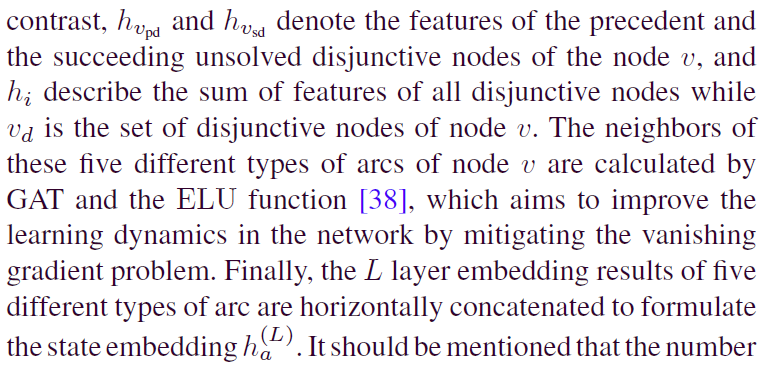 contrast, $h_{v_{\mathrm{pd}}}$ and $h_{v_{\mathrm{sd}}}$ denote the features of the precedent and
the succeeding unsolved disjunctive nodes of the node $v$, and
$h_i$ describe the sum of features of all disjunctive nodes while
$v_d$ is the set of disjunctive nodes of node $v$. The neighbors of
these five different types of arcs of node $v$ are calculated by
GAT and the ELU function [38], which aims to improve the
learning dynamics in the network by mitigating the vanishing
gradient problem. Finally, the $L$ layer embedding results of five
different types of arc are horizontally concatenated to formulate
the state embedding $h_a^{(L)}$. It should be mentioned that the number